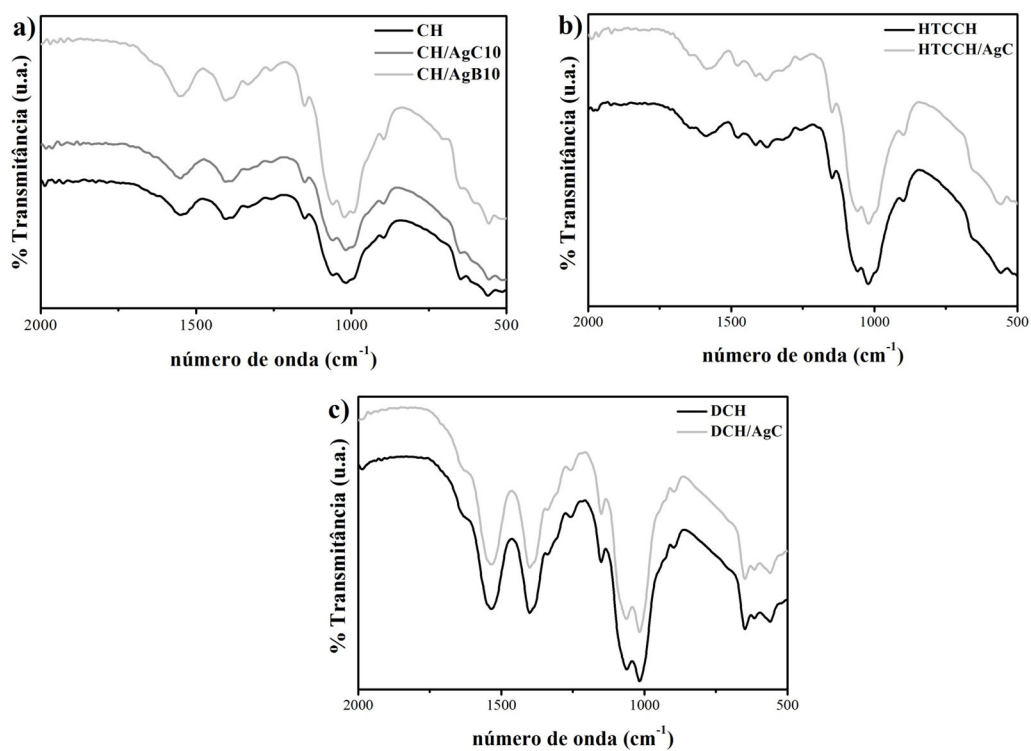 a)
CH
CH/AgC10
CH/AgB10
% Transmitância (u.a.)
2000
1500
1000
500
número de onda (cm⁻¹)
b)
HTCCH
HTCCH/AgC
% Transmitância (u.a.)
2000
1500
1000
500
número de onda (cm⁻¹)
c)
DCH
DCH/AgC
% Transmitância (u.a.)
2000
1500
1000
500
número de onda (cm⁻¹)